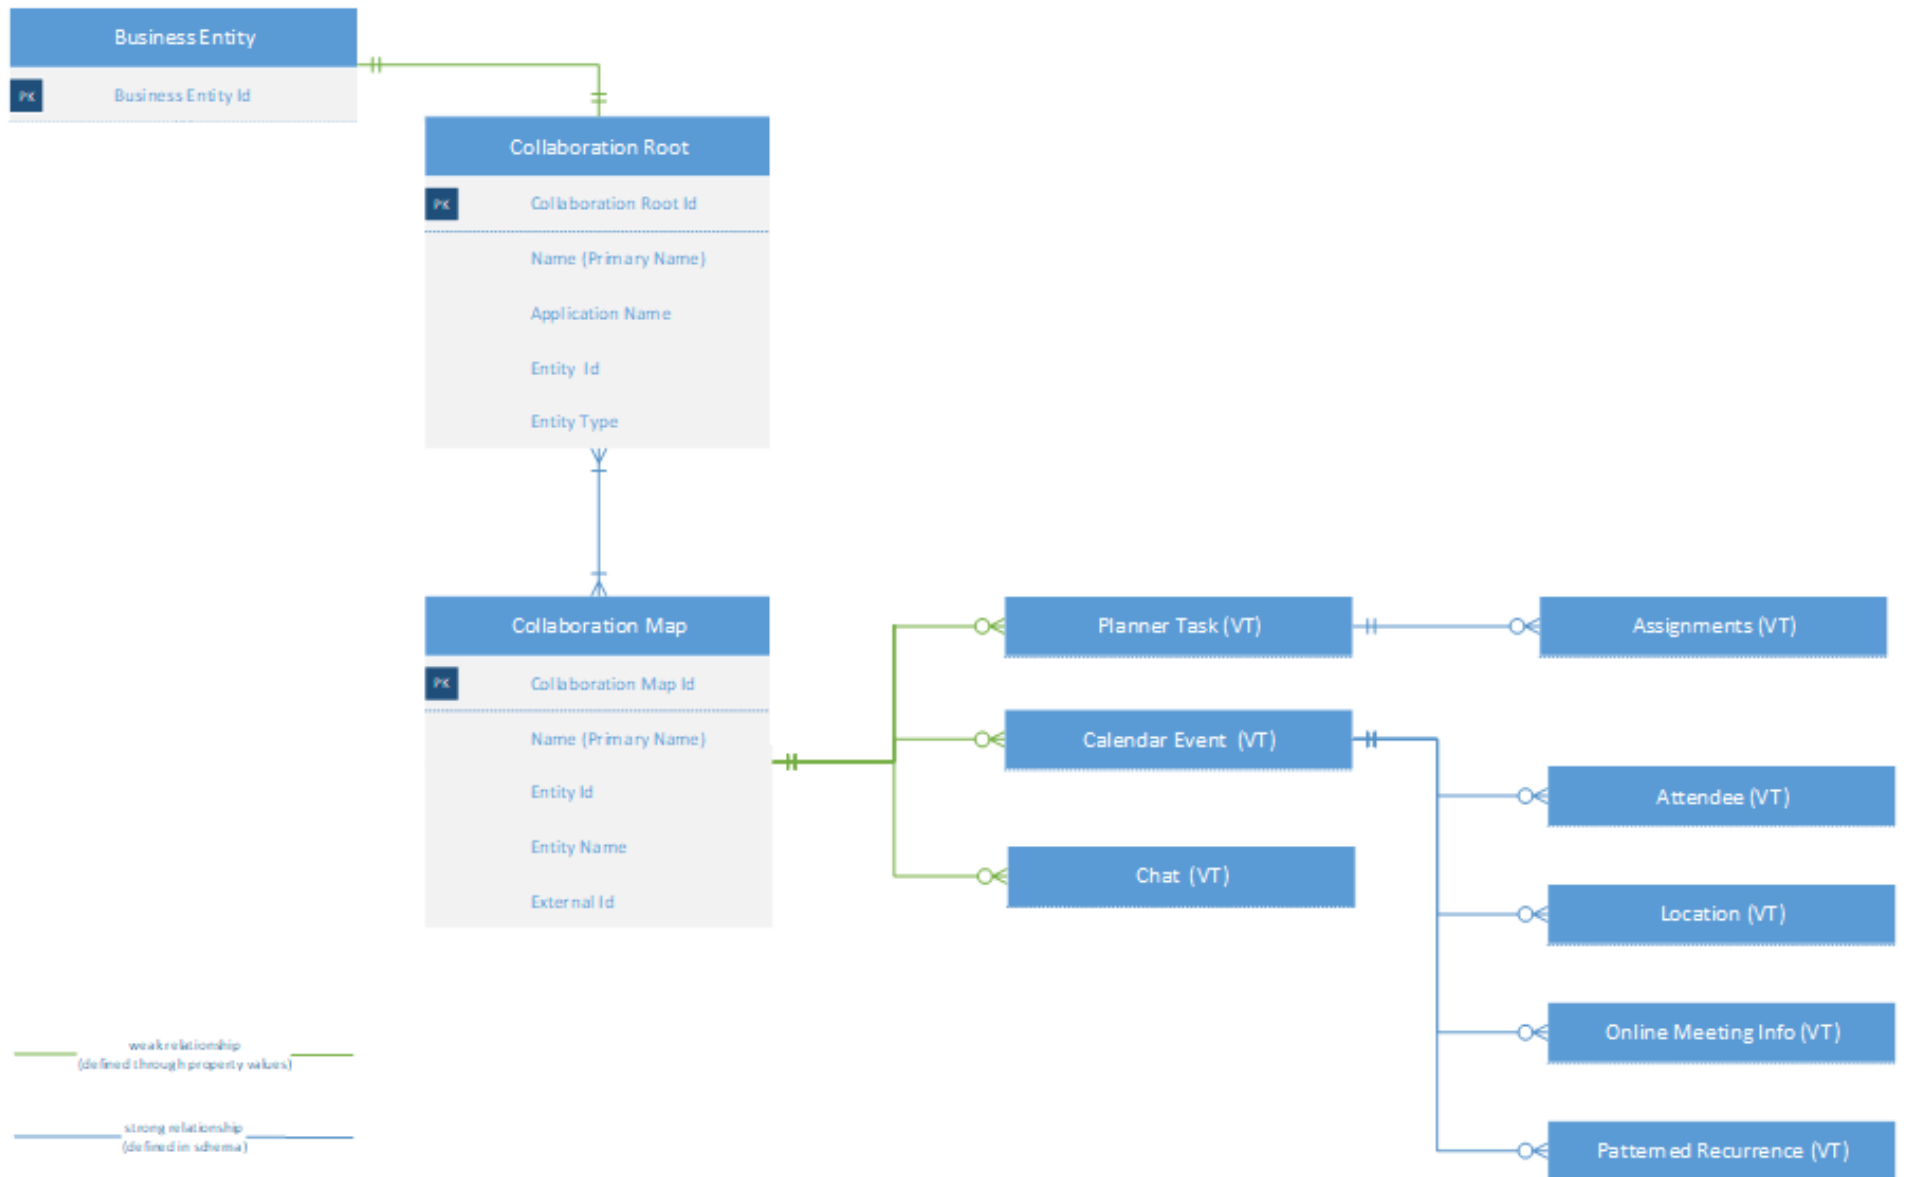 Business Entity
PK
Business Entity Id
Collaboration Root
PK
Collaboration Root Id
Name (Primary Name)
Application Name
Entity Id
Entity Type
Collaboration Map
PK
Collaboration Map Id
Name (Primary Name)
Entity Id
Entity Name
External Id
Planner Task (VT)
Assignments (VT)
Calendar Event (VT)
Attendee (VT)
Chat (VT)
Location (VT)
Online Meeting Info (VT)
Patterned Recurrence (VT)
weak relationship
(defined through property values)
strong relationship
(defined in schema)